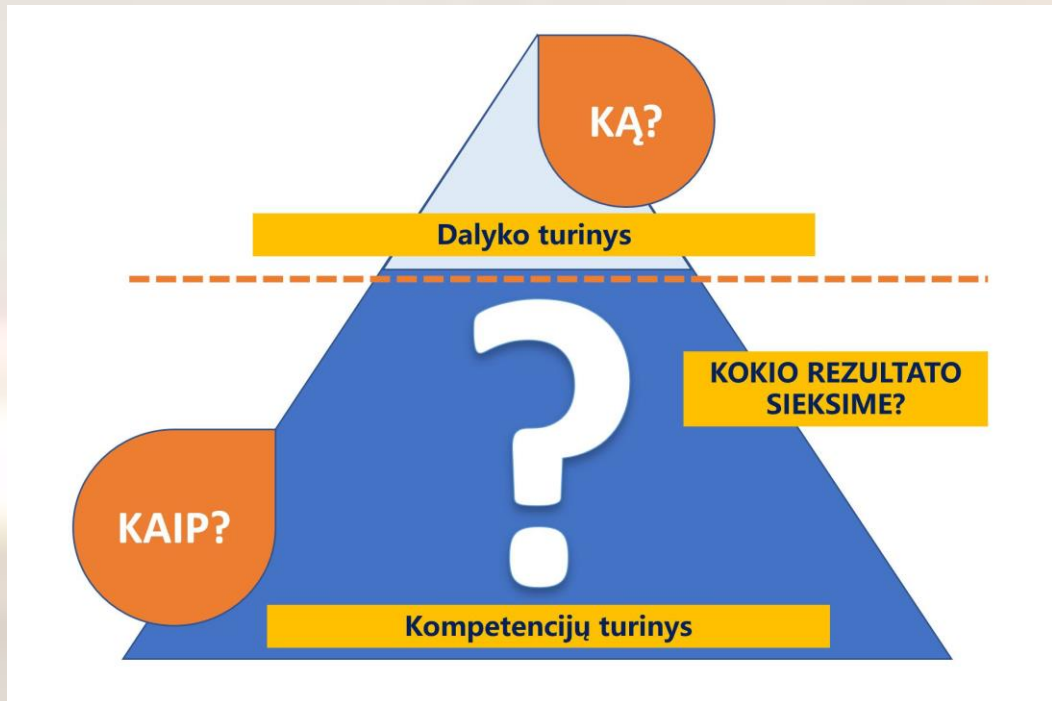 KĄ?
Dalyko turinys
?
KOKIO REZULTATO
SIEKSIME?
KAIP?
Kompetencijų turinys